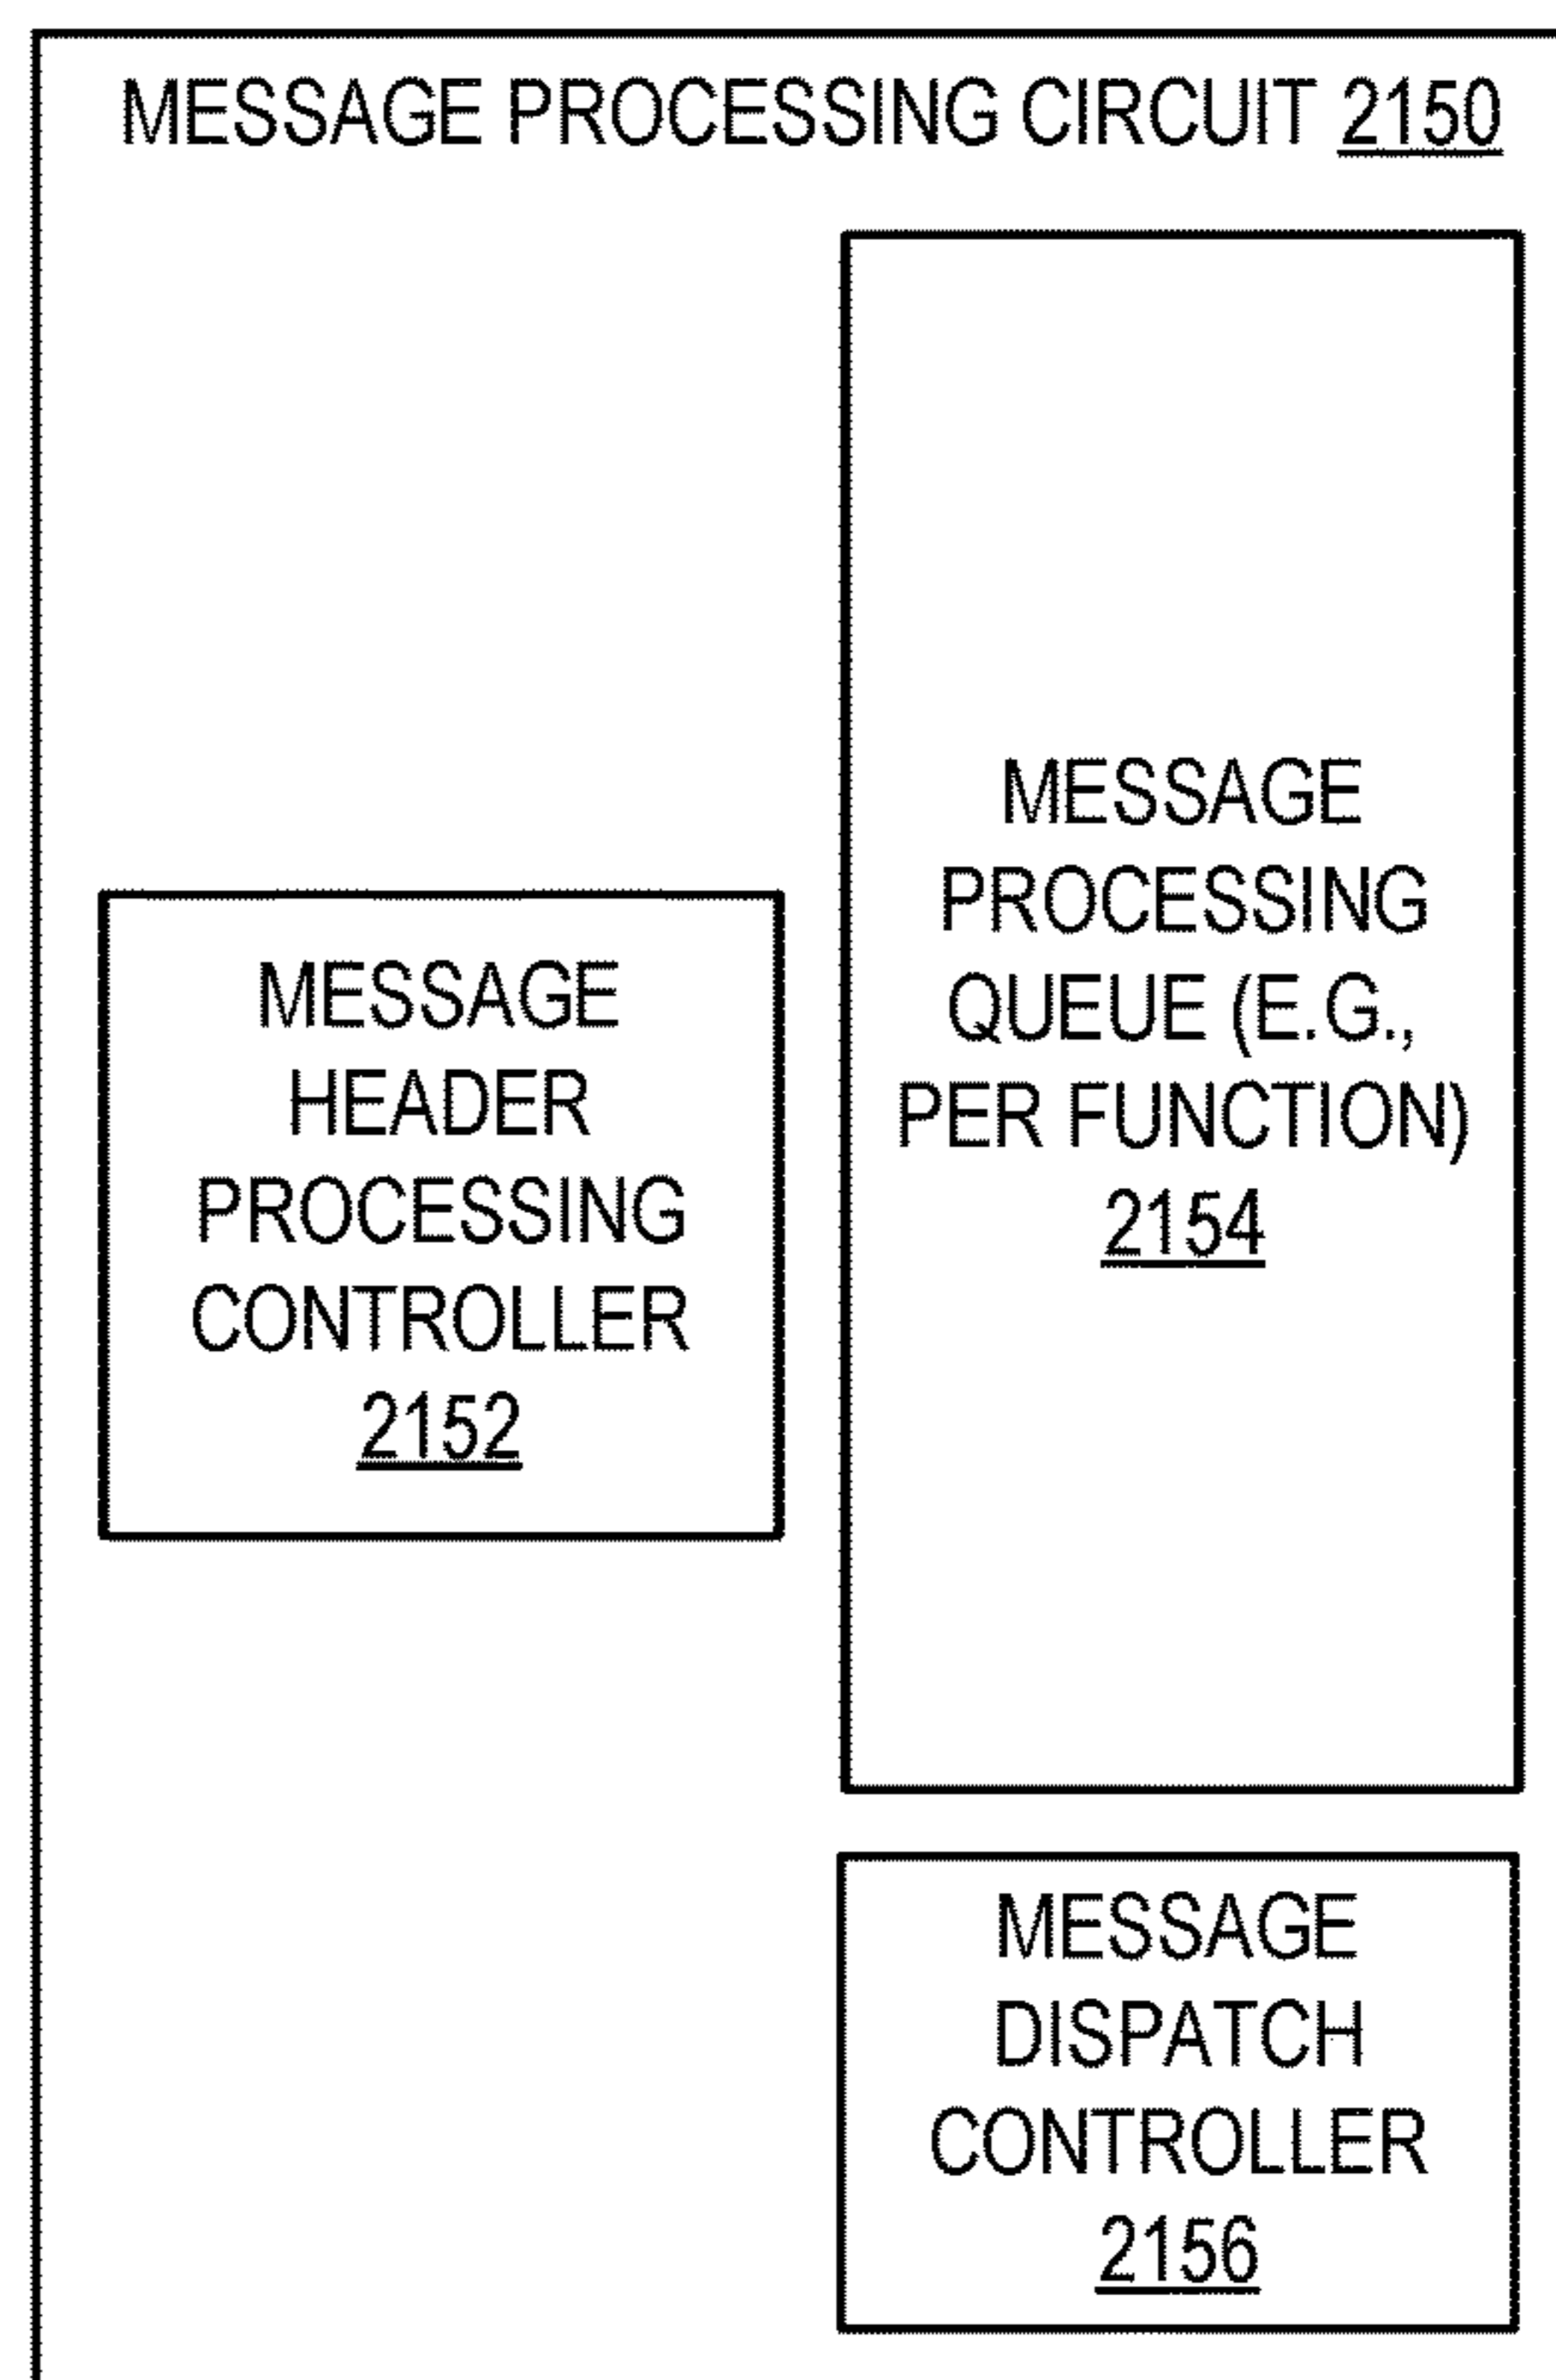 MESSAGE PROCESSING CIRCUIT 2150
MESSAGE
HEADER
PROCESSING
CONTROLLER
2152
MESSAGE
PROCESSING
QUEUE (E.G.,
PER FUNCTION)
2154
MESSAGE
DISPATCH
CONTROLLER
2156